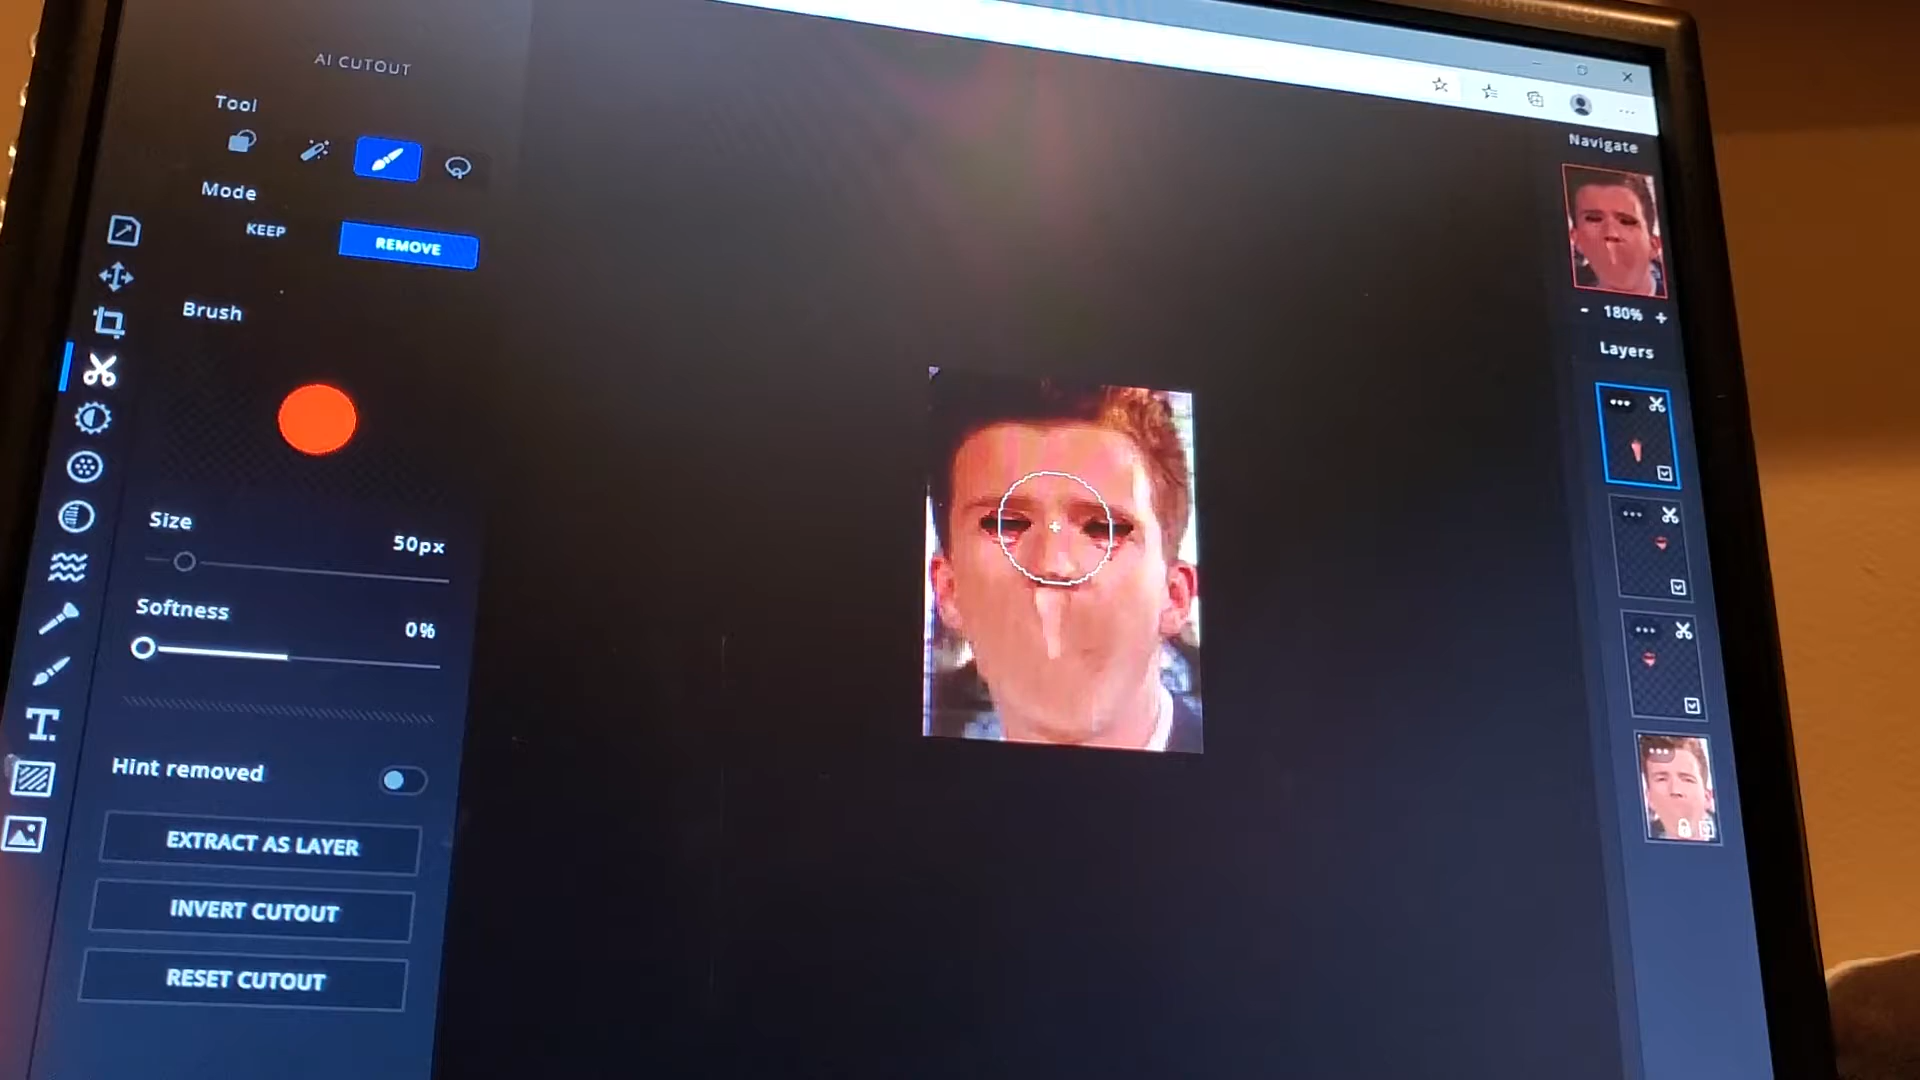 AI CUTOUT
Tool
Mode
KEEP
REMOVE
Brush
Size
50px
Softness
0%
Hint removed
EXTRACT AS LAYER
INVERT CUTOUT
RESET CUTOUT
Navigate
- 180% +
Layers